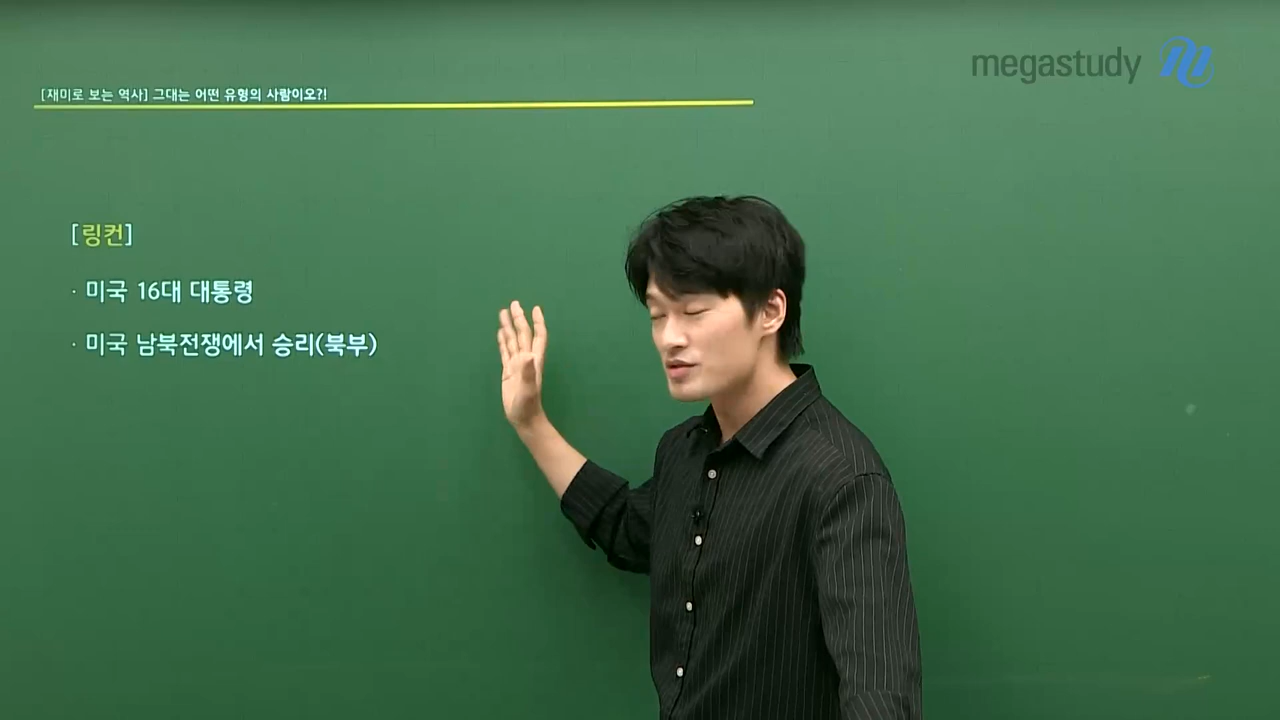 megastudy
[재미로 보는 역사] 그대는 어떤 유형의 사람이오?!
[링컨]
· 미국 16대 대통령
· 미국 남북전쟁에서 승리(북부)